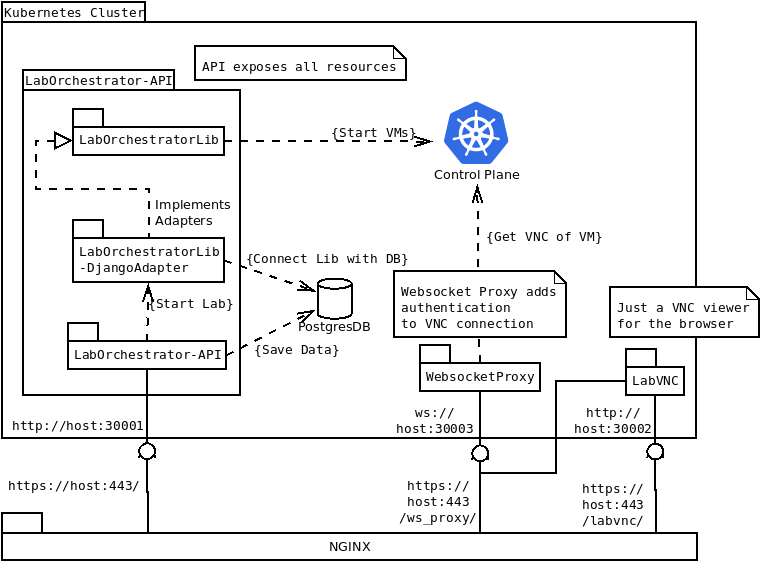 Kubernetes Cluster
API exposes all resources
LabOrchestrator-API
LabOrchestratorLib
{Start VMs}
Control Plane
Implements
Adapters
{Get VNC of VM}
LabOrchestratorLib
-DjangoAdapter
{Connect Lib with DB}
Websocket Proxy adds
authentication
to VNC connection
Just a VNC viewer
for the browser
{Start Lab}
PostgresDB
LabOrchestrator-API
{Save Data}
WebsocketProxy
LabVNC
http://host:30001
ws://
host:30003
http://
host:30002
https://host:443/
https://
host:443
/ws_proxy/
https://
host:443
/labvnc/
NGINX